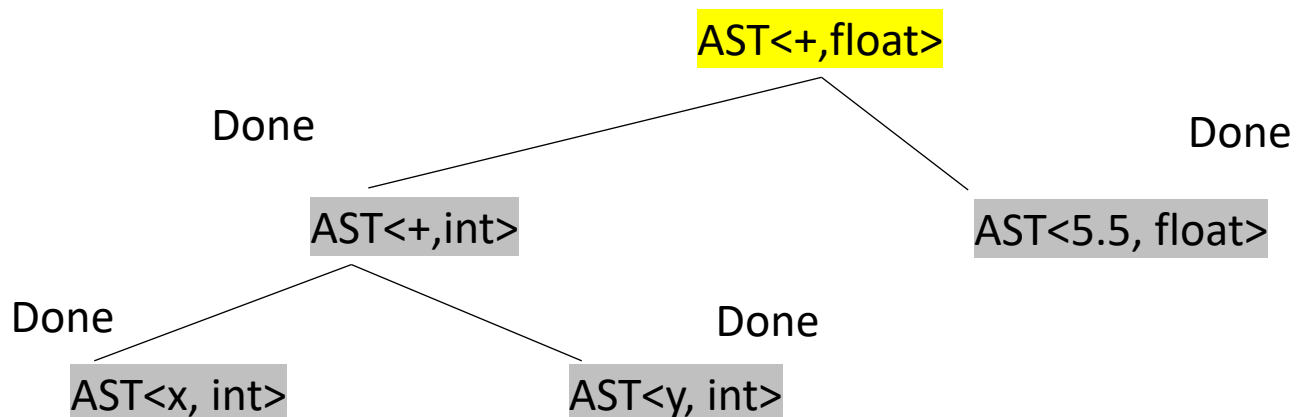 AST<+,float>
Done
Done
AST<+,int>
AST<5.5, float>
Done
Done
AST<x, int>
AST<y, int>